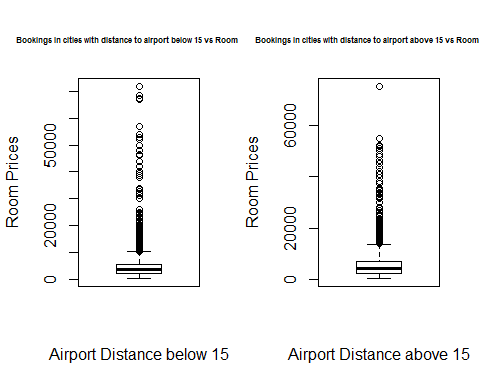 Bookings in cities with distance to airport below 15 vs Room
Room Prices
50000
20000
0
Airport Distance below 15
Bookings in cities with distance to airport above 15 vs Room
Room Prices
60000
20000
0
Airport Distance above 15